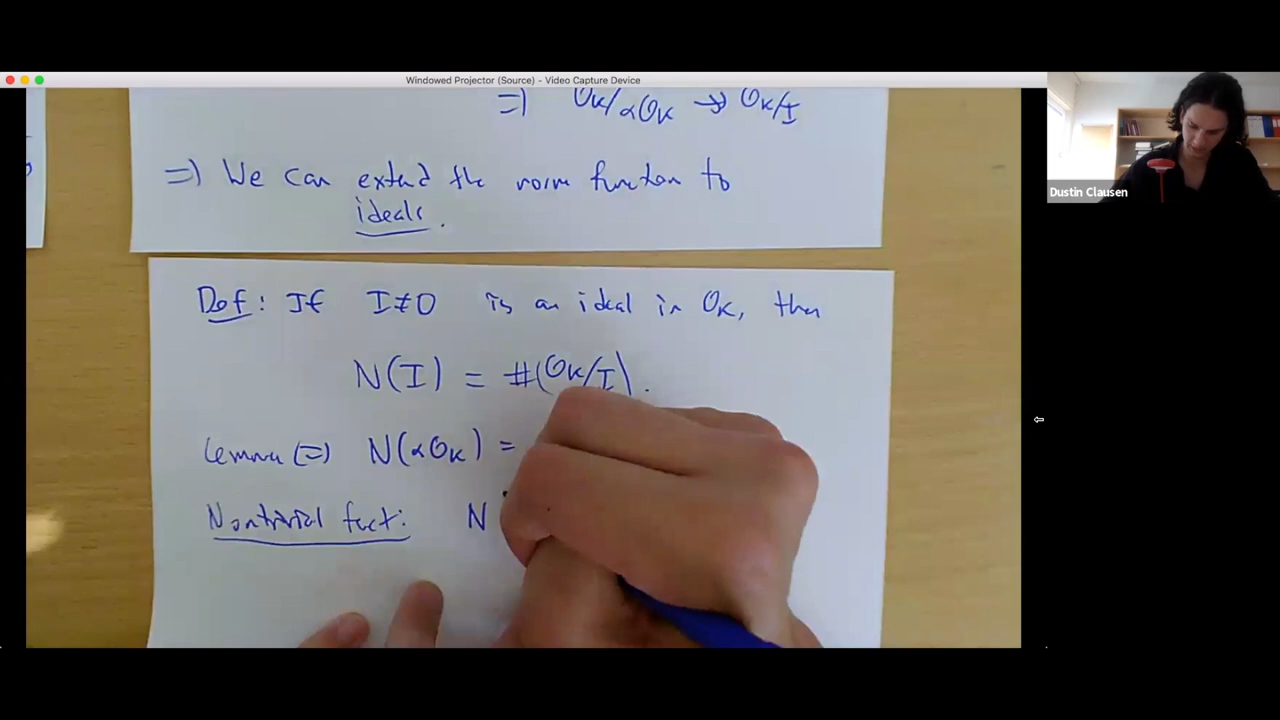 Windowed Projector (Source) - Video Capture Device
⇒ O_K/αO_K ↠ O_K/I
⇒ We can extend the norm function to
ideals.
Dustin Clausen
Def: If I≠0 is an ideal in O_K, then
N(I) = #(O_K/I).
Lemma (⇒) N(αO_K) =
Nontrivial fact: N